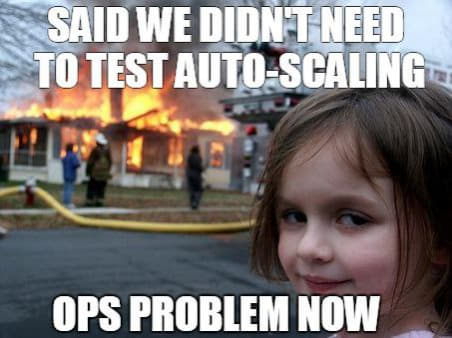 SAID WE DIDN'T NEED
TO TEST AUTO-SCALING
OPS PROBLEM NOW